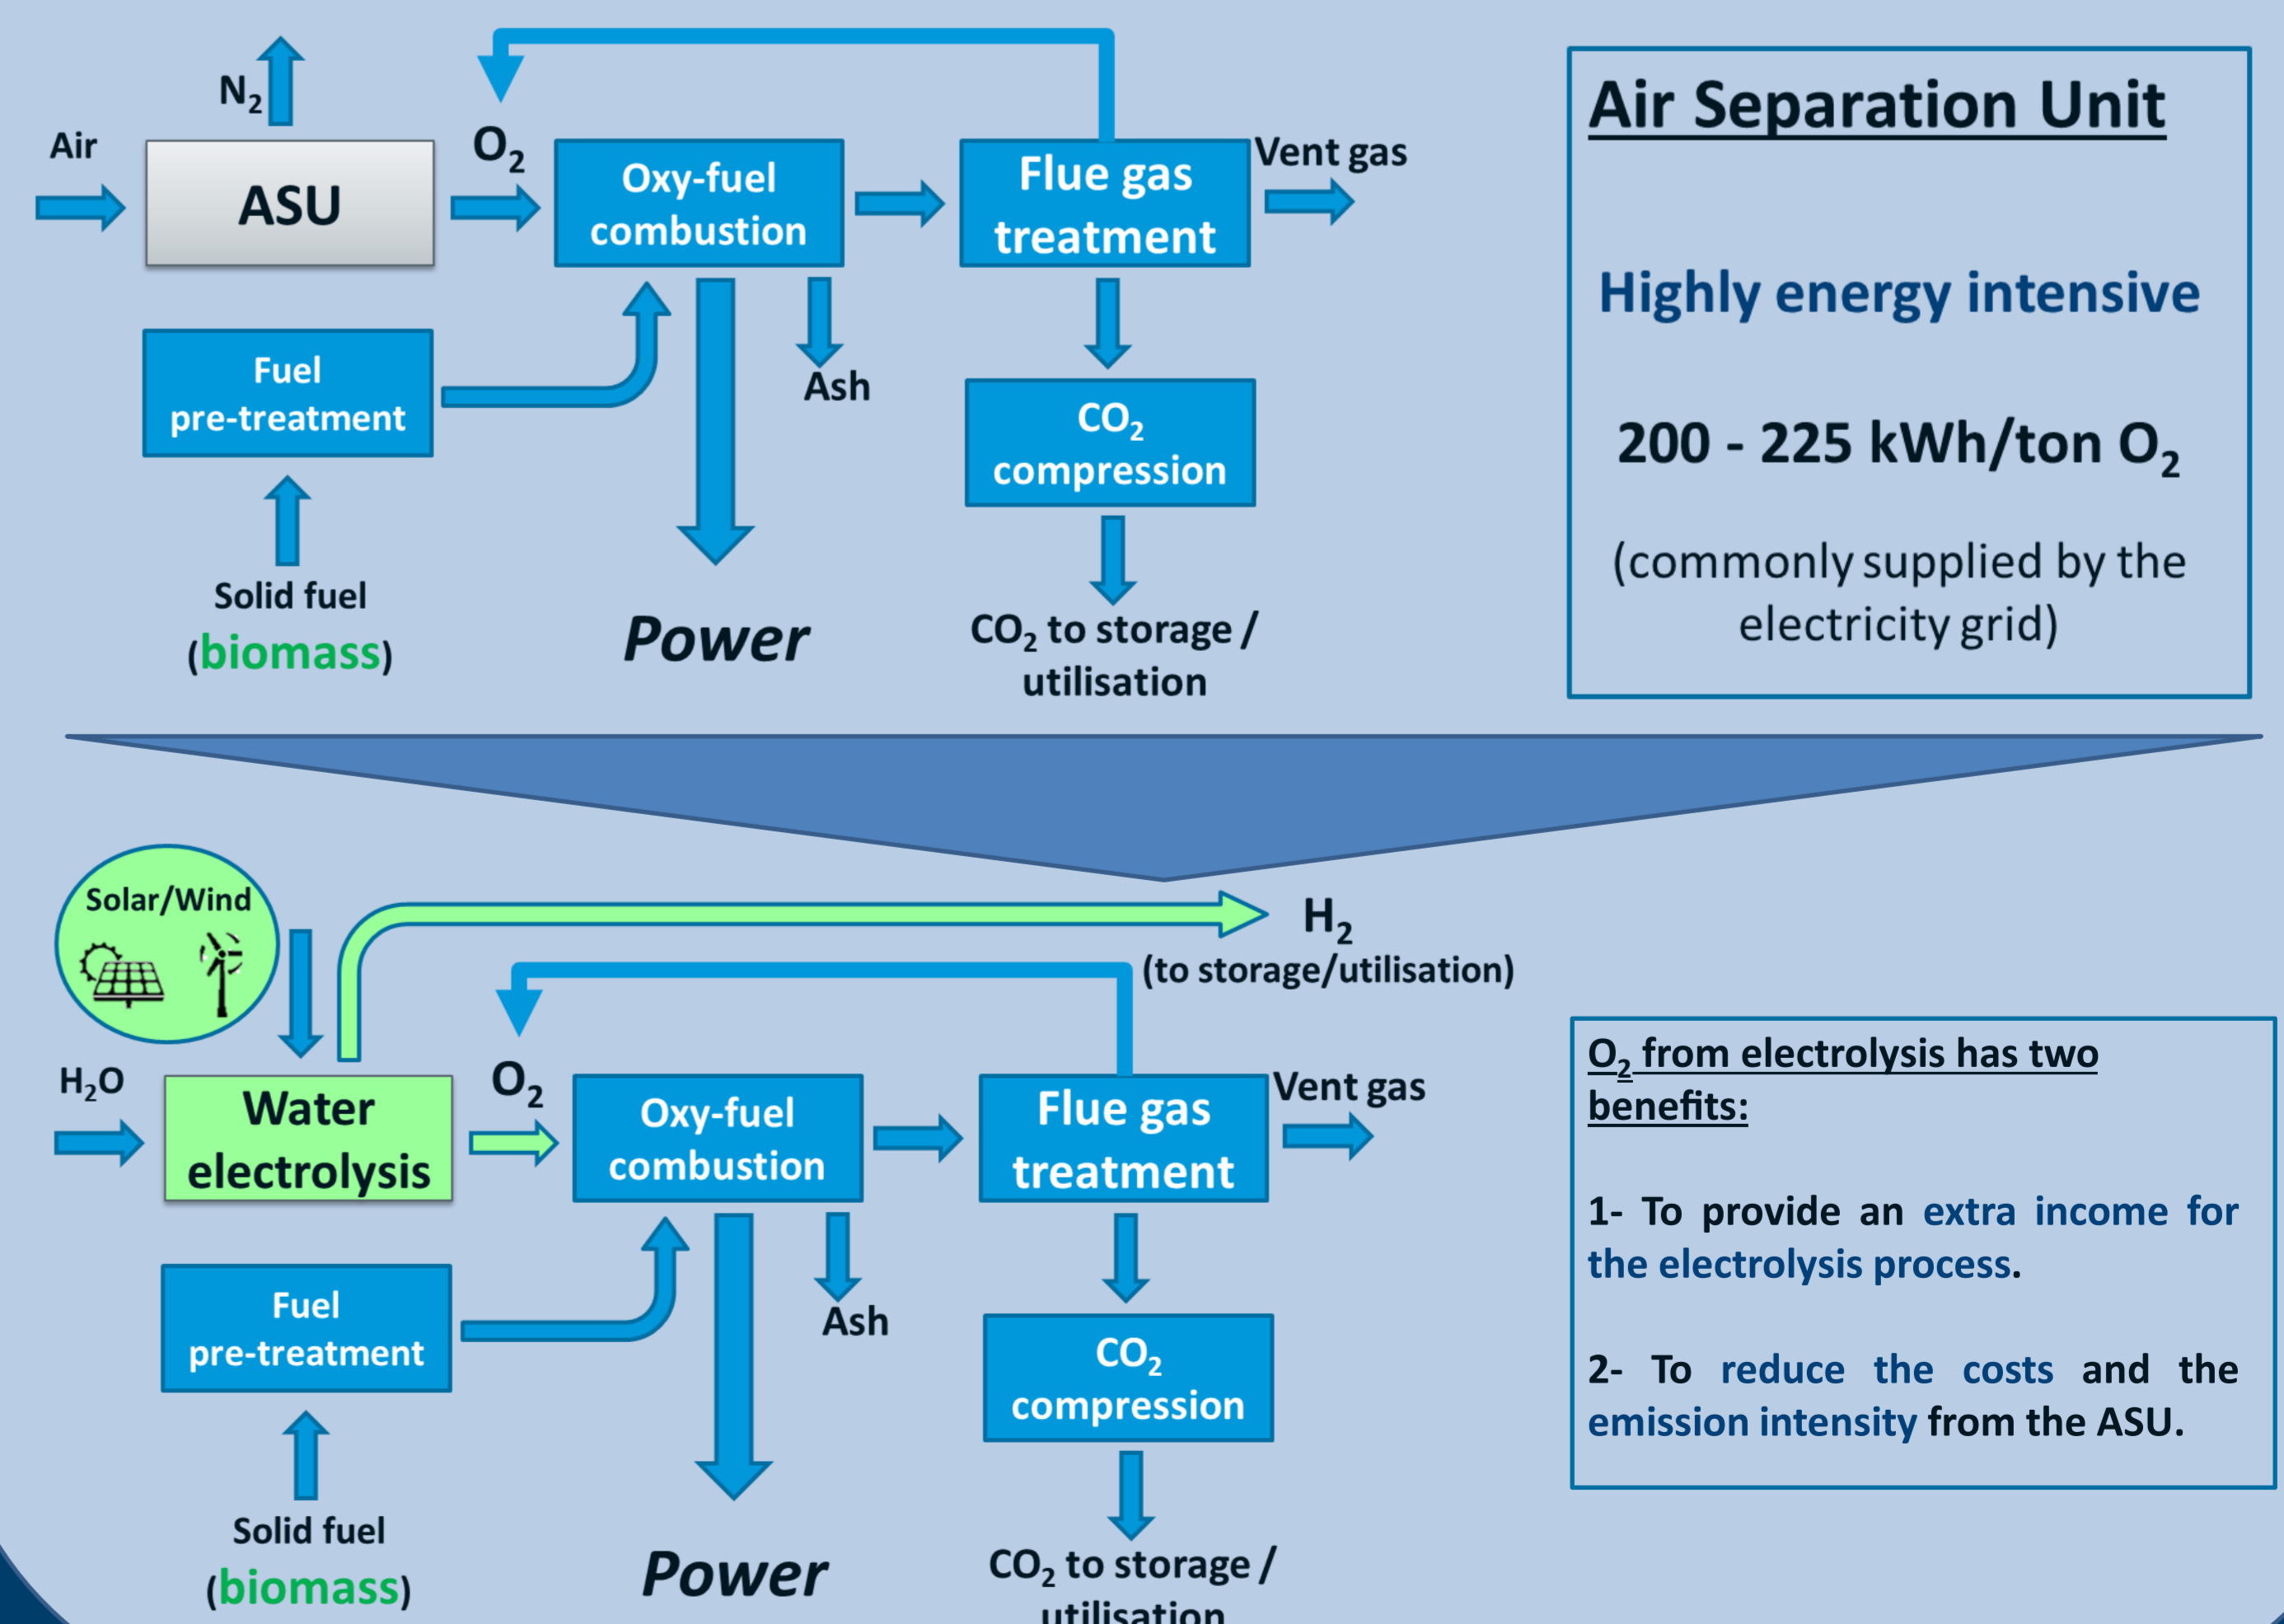 N₂
Air
ASU
O₂
Oxy-fuel
combustion
Flue gas
treatment
Vent gas
Fuel
pre-treatment
Ash
CO₂
compression
Solid fuel
(biomass)
Power
CO₂ to storage /
utilisation
Air Separation Unit
Highly energy intensive
200 - 225 kWh/ton O₂
(commonly supplied by the
electricity grid)
Solar/Wind
H₂
(to storage/utilisation)
H₂O
Water
electrolysis
O₂
Oxy-fuel
combustion
Flue gas
treatment
Vent gas
Fuel
pre-treatment
Ash
CO₂
compression
Solid fuel
(biomass)
Power
CO₂ to storage /
utilisation
O₂ from electrolysis has two
benefits:
1- To provide an extra income for
the electrolysis process.
2- To reduce the costs and the
emission intensity from the ASU.